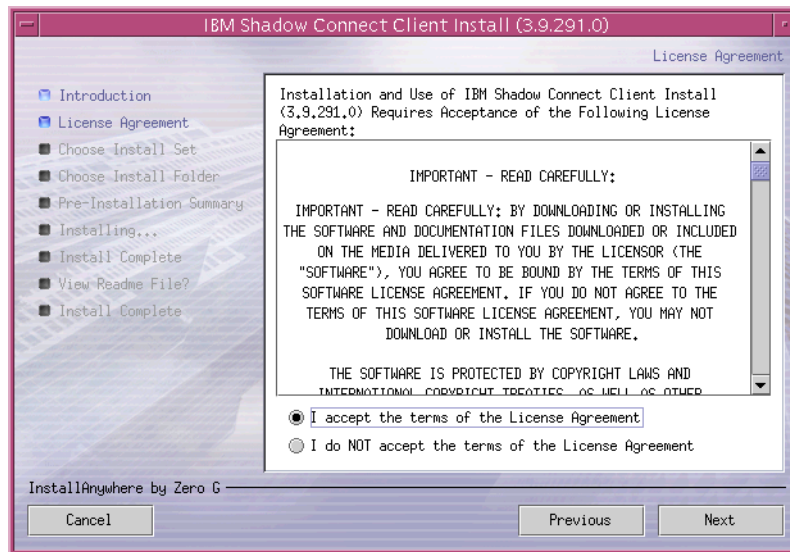 IBM Shadow Connect Client Install (3.9.291.0)
License Agreement
Introduction
License Agreement
Choose Install Set
Choose Install Folder
Pre-Installation Summary
Installing...
Install Complete
View Readme File?
Install Complete
Installation and Use of IBM Shadow Connect Client Install
(3.9.291.0) Requires Acceptance of the Following License
Agreement:
IMPORTANT - READ CAREFULLY:
IMPORTANT - READ CAREFULLY: BY DOWNLOADING OR INSTALLING
THE SOFTWARE AND DOCUMENTATION FILES DOWNLOADED OR INCLUDED
ON THE MEDIA DELIVERED TO YOU BY THE LICENSOR (THE
"SOFTWARE"), YOU AGREE TO BE BOUND BY THE TERMS OF THIS
SOFTWARE LICENSE AGREEMENT. IF YOU DO NOT AGREE TO THE
TERMS OF THIS SOFTWARE LICENSE AGREEMENT, YOU MAY NOT
DOWNLOAD OR INSTALL THE SOFTWARE.
THE SOFTWARE IS PROTECTED BY COPYRIGHT LAWS AND
INTERNATIONAL COPYRIGHT TREATIES, AS WELL AS OTHER
I accept the terms of the License Agreement
I do NOT accept the terms of the License Agreement
InstallAnywhere by Zero G
Cancel
Previous
Next